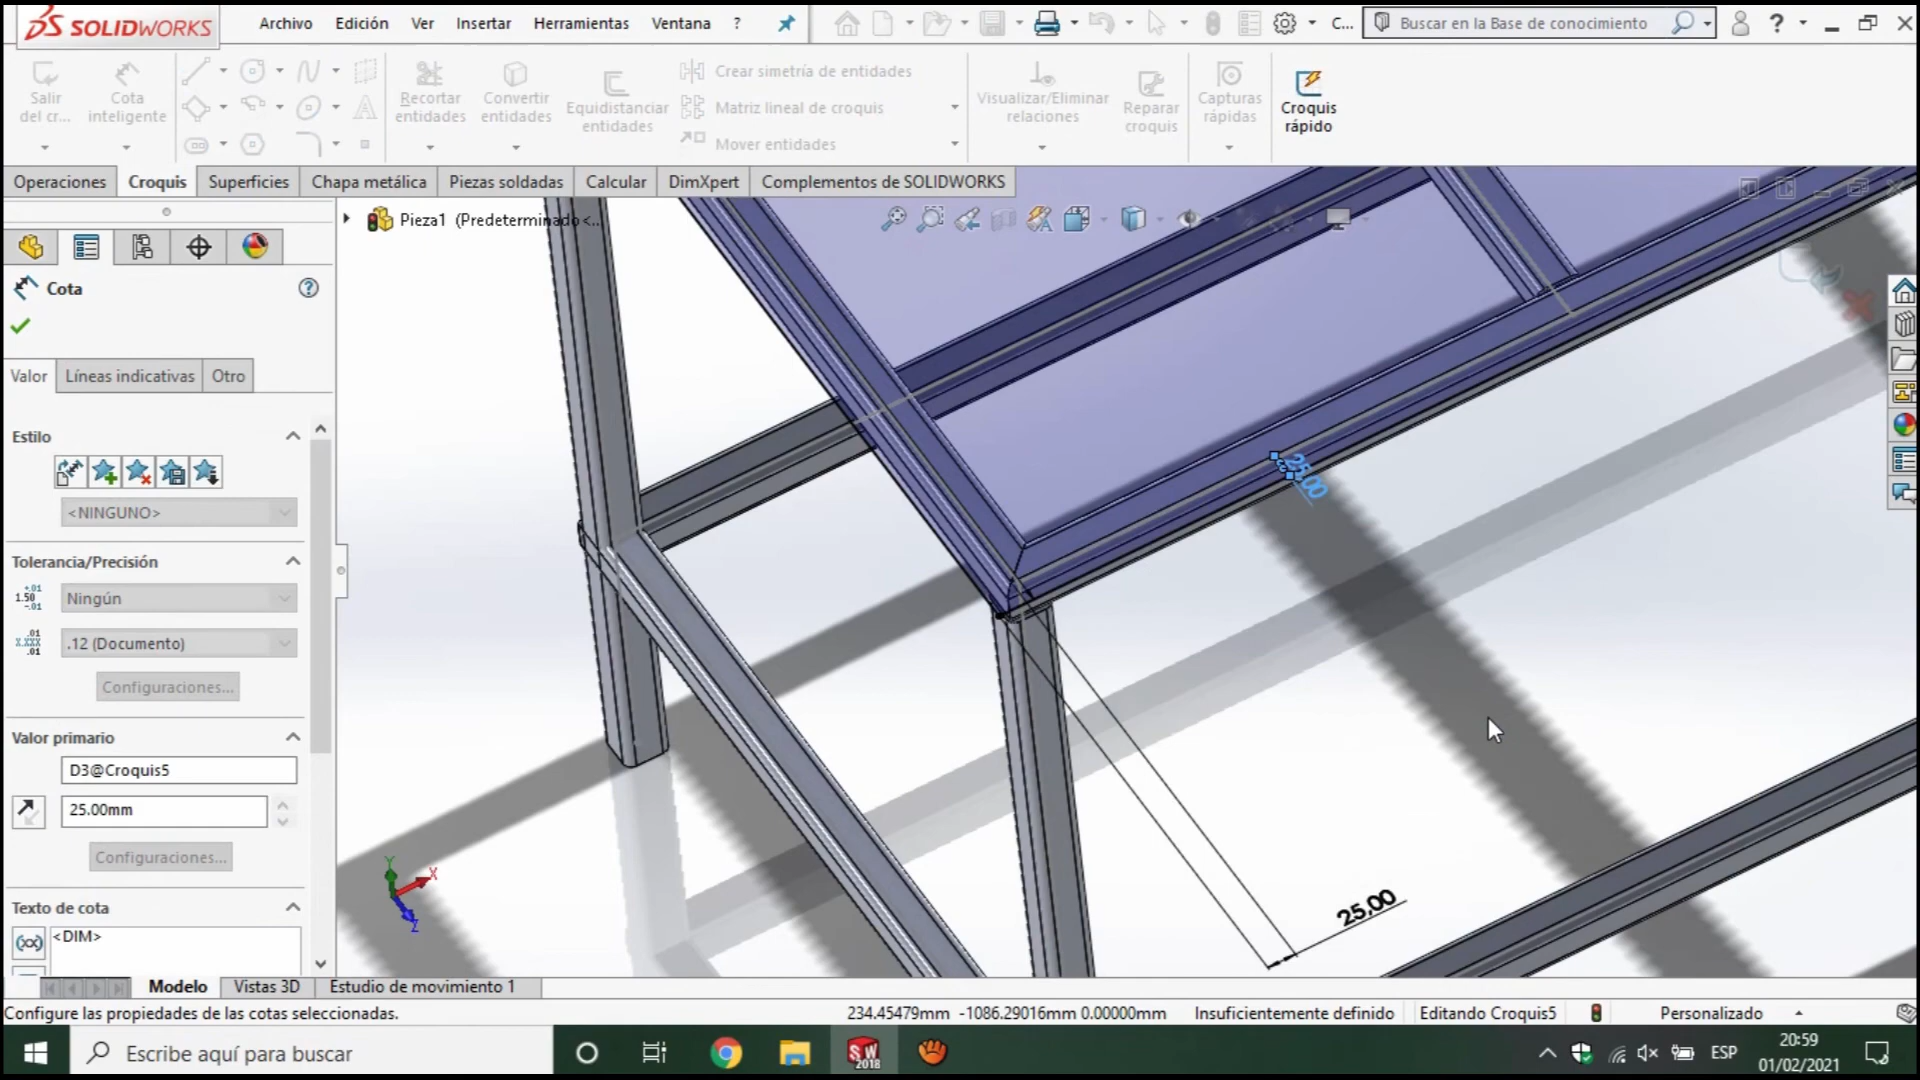 SOLIDWORKS
Archivo Edición Ver Insertar Herramientas Ventana ?
C... Buscar en la Base de conocimiento ?
Salir del cr...
Cota inteligente
Recortar entidades
Convertir entidades
Equidistanciar entidades
Crear simetría de entidades
Matriz lineal de croquis
Mover entidades
Visualizar/Eliminar relaciones
Reparar croquis
Capturas rápidas
Croquis rápido
Operaciones Croquis Superficies Chapa metálica Piezas soldadas Calcular DimXpert Complementos de SOLIDWORKS
Pieza1 (Predeterminado<...
Cota
Valor Líneas indicativas Otro
Estilo
<NINGUNO>
Tolerancia/Precisión
Ningún
.12 (Documento)
Configuraciones...
Valor primario
D3@Croquis5
25.00mm
Configuraciones...
Texto de cota
<DIM>
25,00
25,00
Y
X
Z
Modelo Vistas 3D Estudio de movimiento 1
Configure las propiedades de las cotas seleccionadas. 234.45479mm -1086.29016mm 0.00000mm Insuficientemente definido Editando Croquis5 Personalizado
Escribe aquí para buscar
SW 2018
ESP
20:59
01/02/2021